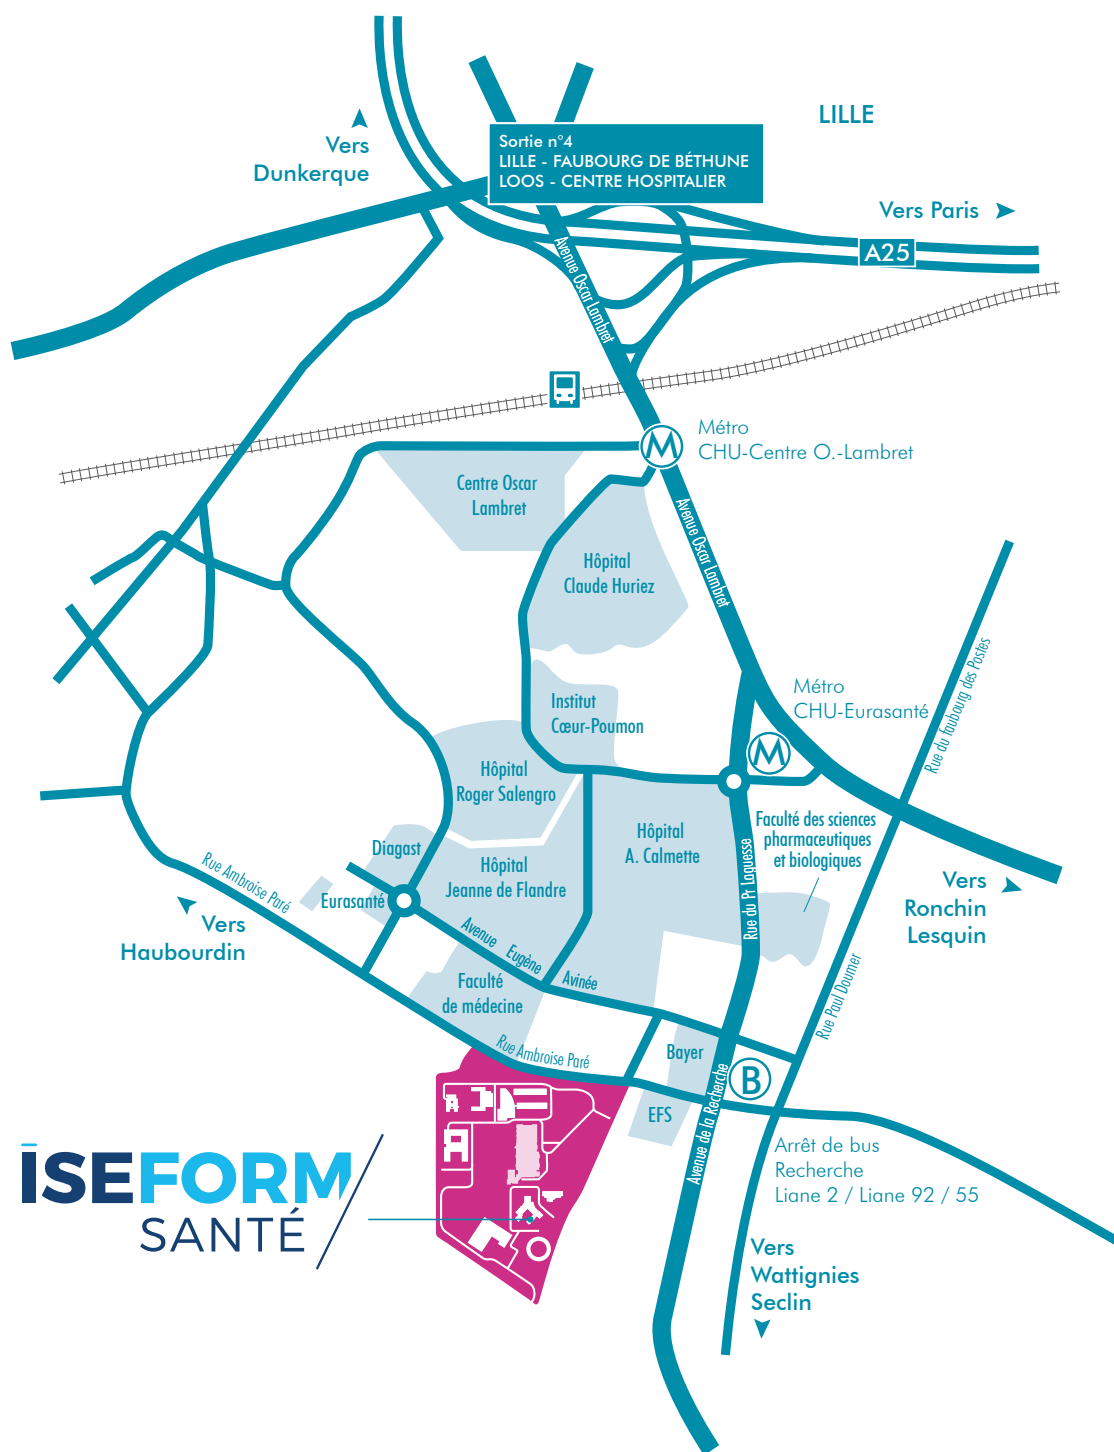 LILLE
Vers
Dunkerque
Sortie n°4
LILLE - FAUBOURG DE BÉTHUNE
LOOS - CENTRE HOSPITALIER
Vers Paris
A25
Avenue Oscar Lambret
M
Métro
CHU-Centre O.-Lambret
Centre Oscar
Lambret
Avenue Oscar Lambret
Hôpital
Claude Huriez
Rue du faubourg des Postes
Métro
CHU-Eurasanté
M
Institut
Cœur-Poumon
Hôpital
Roger Salengro
Hôpital
A. Calmette
Faculté des sciences
pharmaceutiques
et biologiques
Diagast
Hôpital
Jeanne de Flandre
Rue du Pr Laguesse
Rue Ambroise Paré
Eurasanté
Vers
Ronchin
Lesquin
Vers
Haubourdin
Avenue Eugène Avinée
Faculté
de médecine
Rue Paul Doumer
Rue Ambroise Paré
Bayer
B
EFS
Avenue de la Recherche
Arrêt de bus
Recherche
Liane 2 / Liane 92 / 55
ISEFORM
SANTÉ
Vers
Wattignies
Seclin